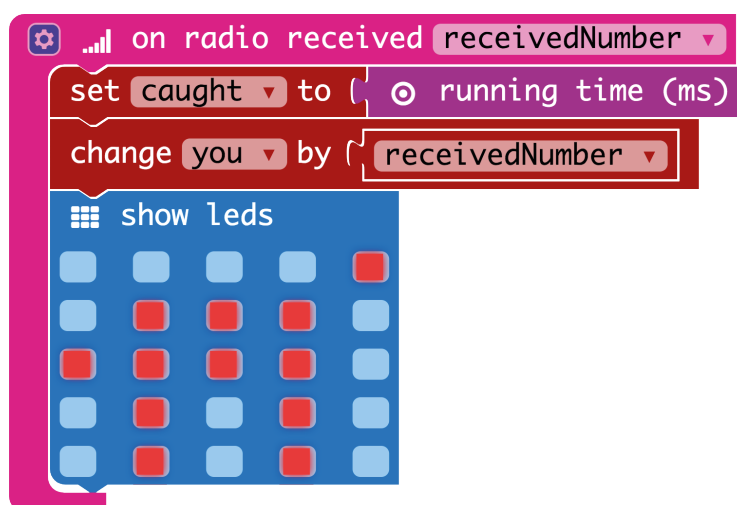 on radio received receivedNumber
set caught to running time (ms)
change you by receivedNumber
show leds